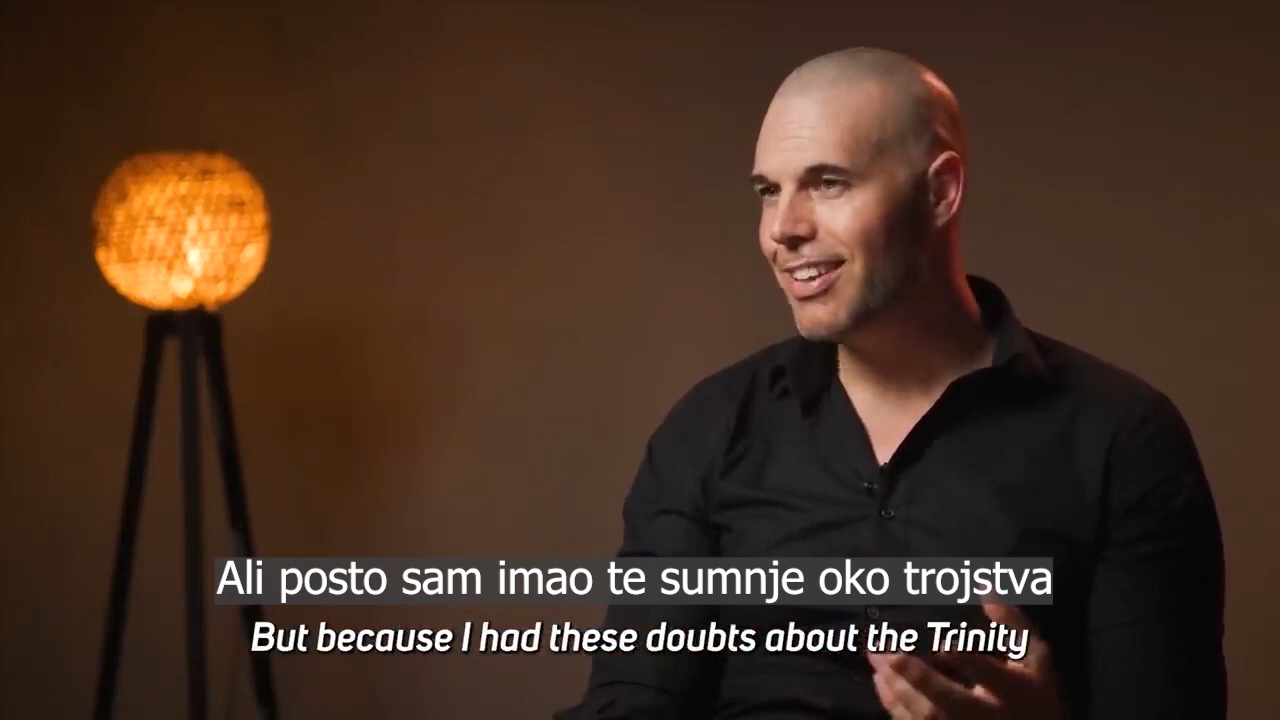 Ali posto sam imao te sumnje oko trojstva
But because I had these doubts about the Trinity